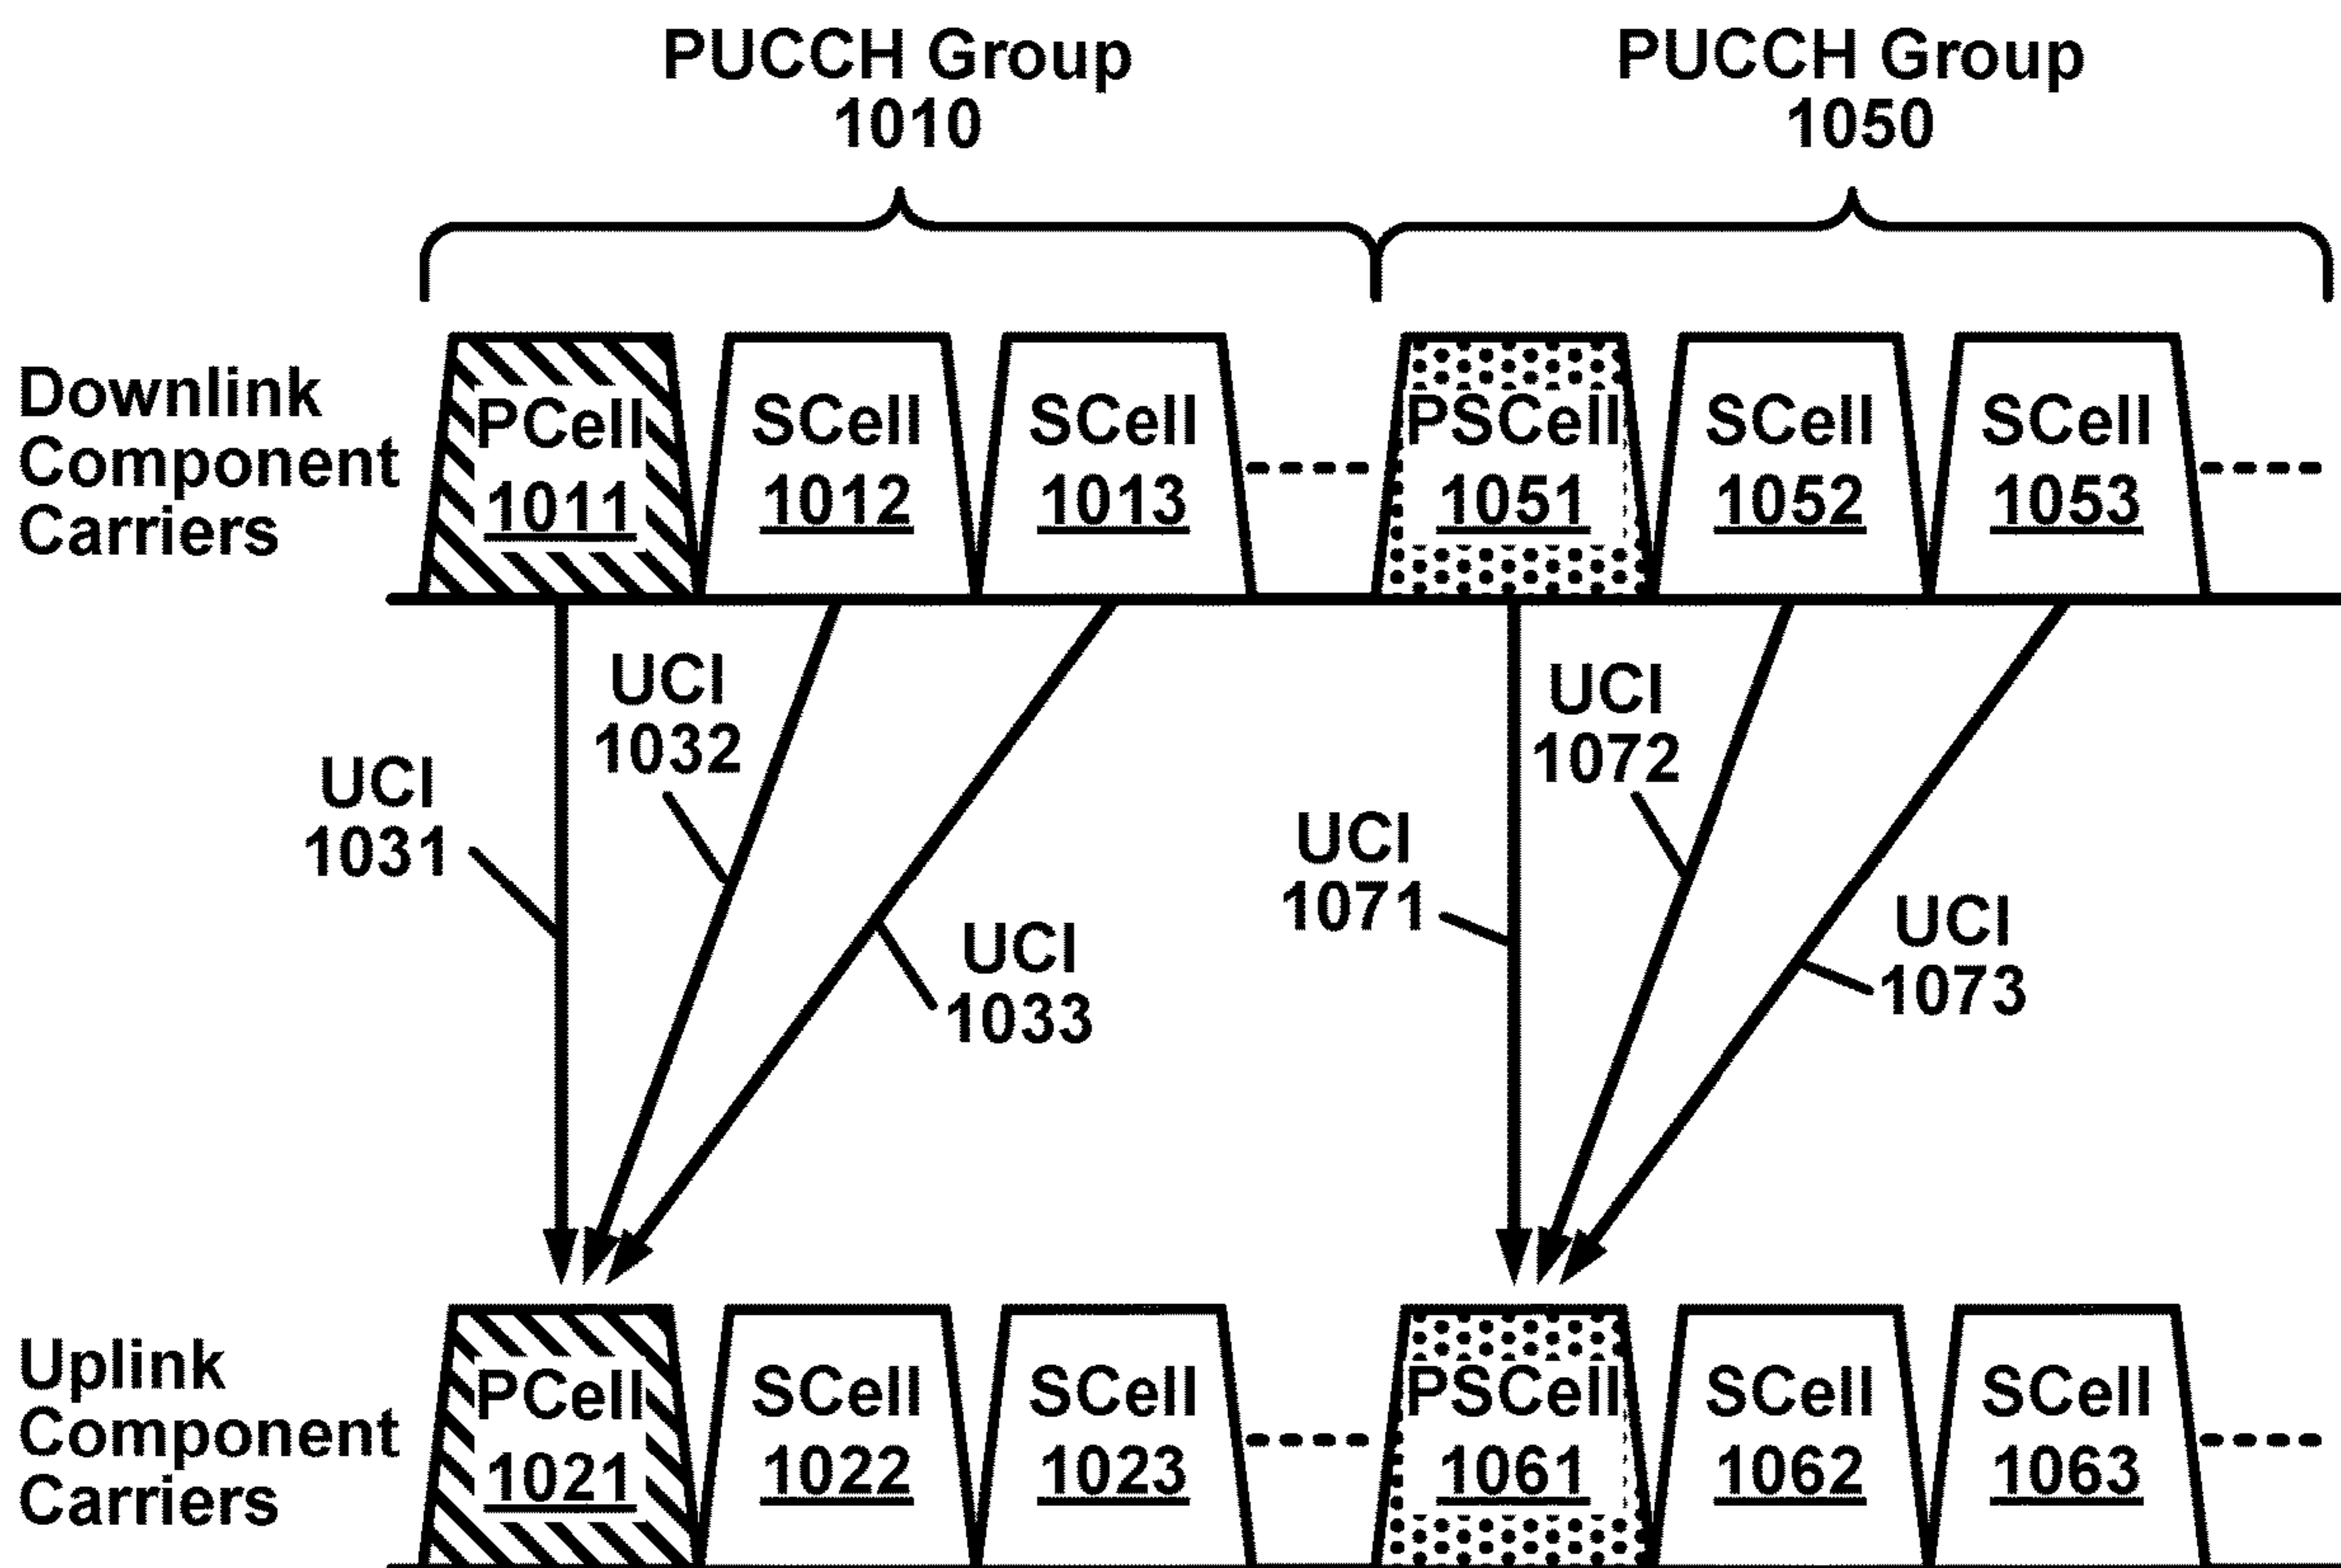 PUCCH Group
1010
PUCCH Group
1050
Downlink
Component
Carriers
PCell
1011
SCell
1012
SCell
1013
PSCell
1051
SCell
1052
SCell
1053
UCI
1031
UCI
1032
UCI
1033
UCI
1071
UCI
1072
UCI
1073
Uplink
Component
Carriers
PCell
1021
SCell
1022
SCell
1023
PSCell
1061
SCell
1062
SCell
1063